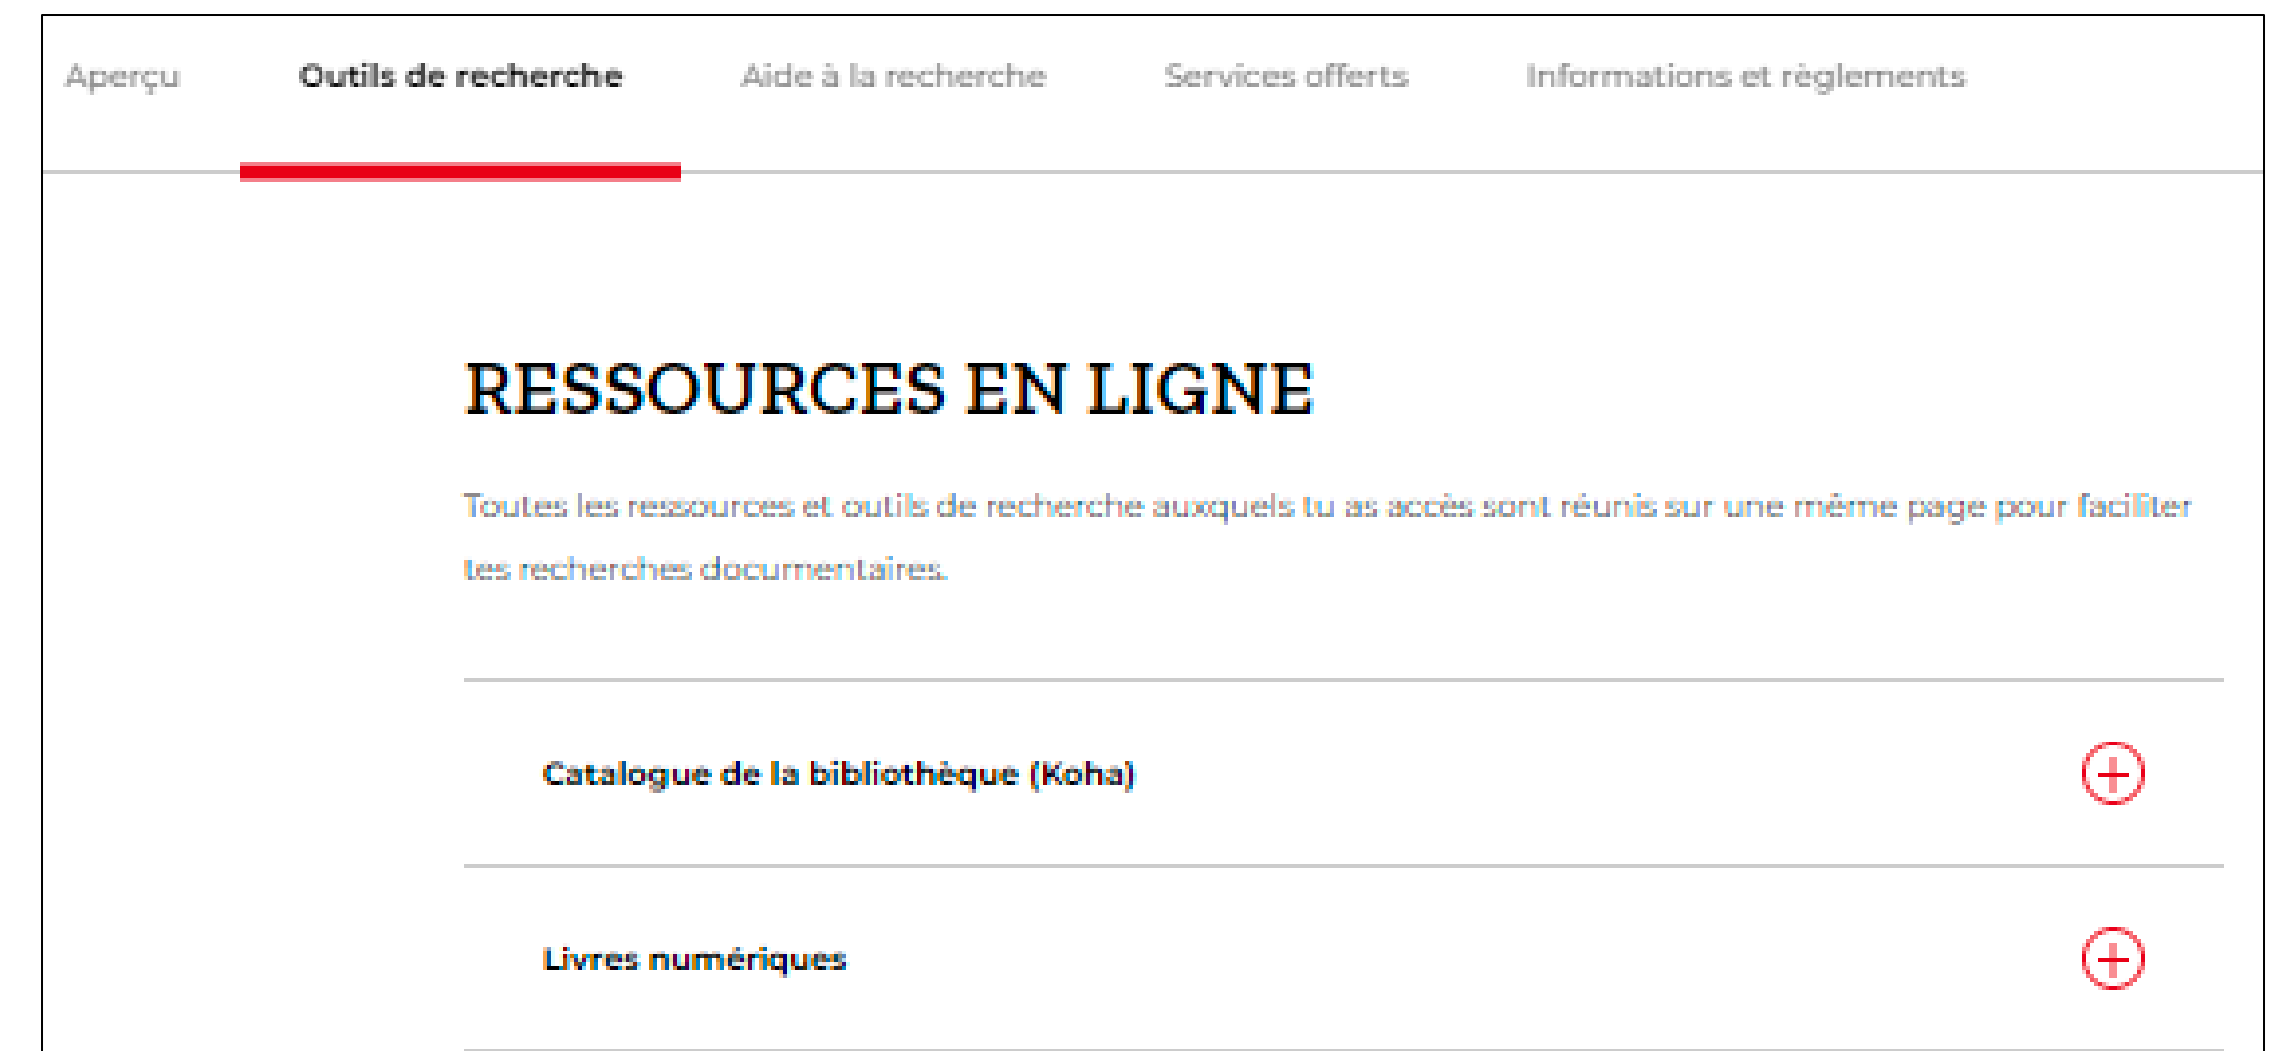 Aperçu Outils de recherche Aide à la recherche Services offerts Informations et règlements
RESSOURCES EN LIGNE
Toutes les ressources et outils de recherche auxquels tu as accès sont réunis sur une même page pour faciliter
tes recherches documentaires.
Catalogue de la bibliothèque (Koha)
Livres numériques